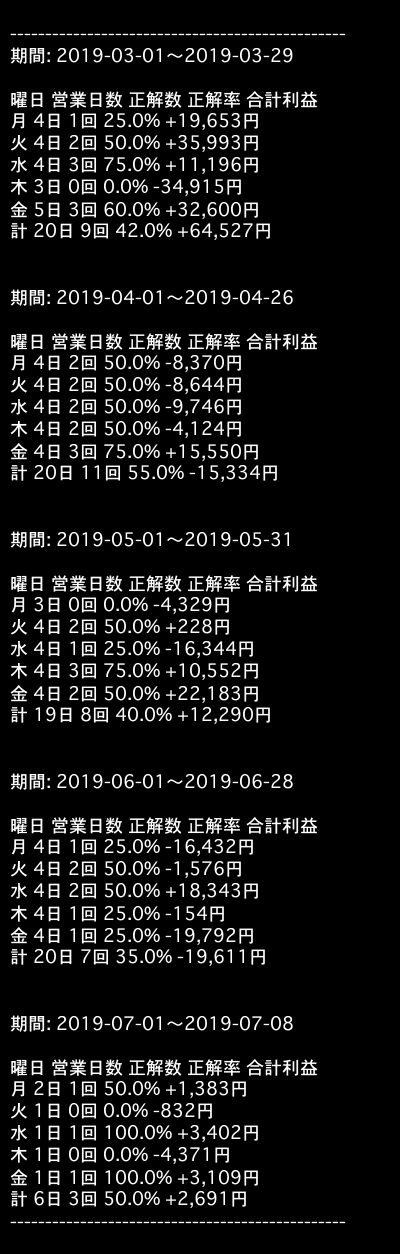 ------------------------------------------------
期間: 2019-03-01〜2019-03-29
曜日 営業日数 正解数 正解率 合計利益
月 4日 1回 25.0% +19,653円
火 4日 2回 50.0% +35,993円
水 4日 3回 75.0% +11,196円
木 3日 0回 0.0% -34,915円
金 5日 3回 60.0% +32,600円
計 20日 9回 42.0% +64,527円
期間: 2019-04-01〜2019-04-26
曜日 営業日数 正解数 正解率 合計利益
月 4日 2回 50.0% -8,370円
火 4日 2回 50.0% -8,644円
水 4日 2回 50.0% -9,746円
木 4日 2回 50.0% -4,124円
金 4日 3回 75.0% +15,550円
計 20日 11回 55.0% -15,334円
期間: 2019-05-01〜2019-05-31
曜日 営業日数 正解数 正解率 合計利益
月 3日 0回 0.0% -4,329円
火 4日 2回 50.0% +228円
水 4日 1回 25.0% -16,344円
木 4日 3回 75.0% +10,552円
金 4日 2回 50.0% +22,183円
計 19日 8回 40.0% +12,290円
期間: 2019-06-01〜2019-06-28
曜日 営業日数 正解数 正解率 合計利益
月 4日 1回 25.0% -16,432円
火 4日 2回 50.0% -1,576円
水 4日 2回 50.0% +18,343円
木 4日 1回 25.0% -154円
金 4日 1回 25.0% -19,792円
計 20日 7回 35.0% -19,611円
期間: 2019-07-01〜2019-07-08
曜日 営業日数 正解数 正解率 合計利益
月 2日 1回 50.0% +1,383円
火 1日 0回 0.0% -832円
水 1日 1回 100.0% +3,402円
木 1日 0回 0.0% -4,371円
金 1日 1回 100.0% +3,109円
計 6日 3回 50.0% +2,691円
------------------------------------------------